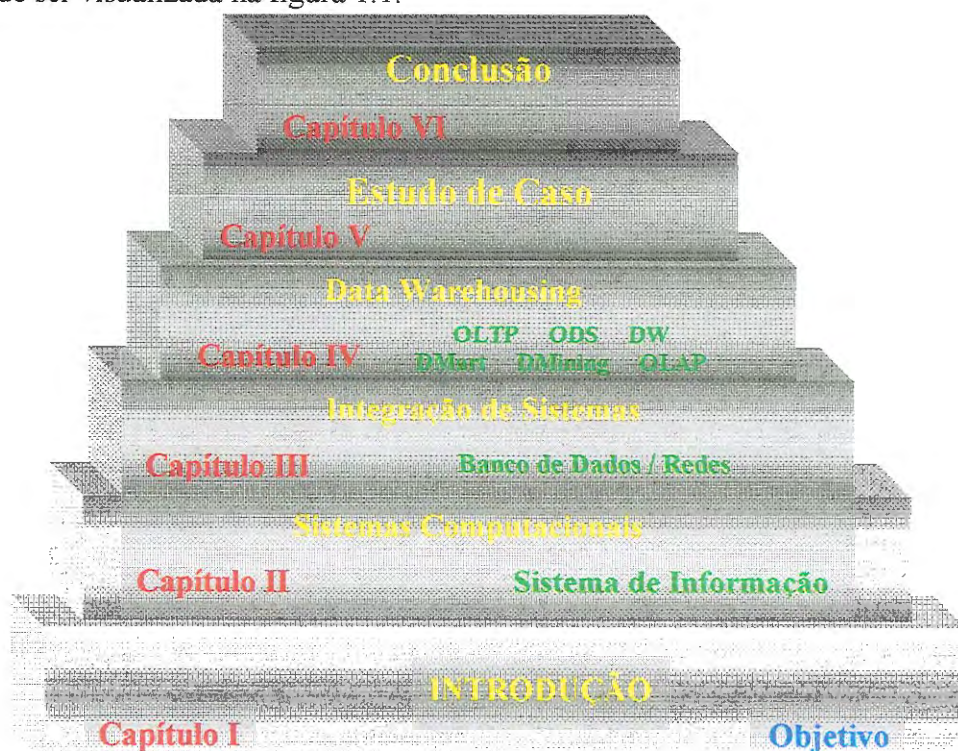 ser visualizada na figura 1.1.
Conclusão
Capítulo VI
Estudo de Caso
Capítulo V
Data Warehousing
OLTP ODS DW
Capítulo IV DMart DMining OLAP
Integração de Sistemas
Capítulo III Banco de Dados / Redes
Sistemas Computacionais
Capítulo II Sistema de Informação
INTRODUÇÃO
Capítulo I Objetivo